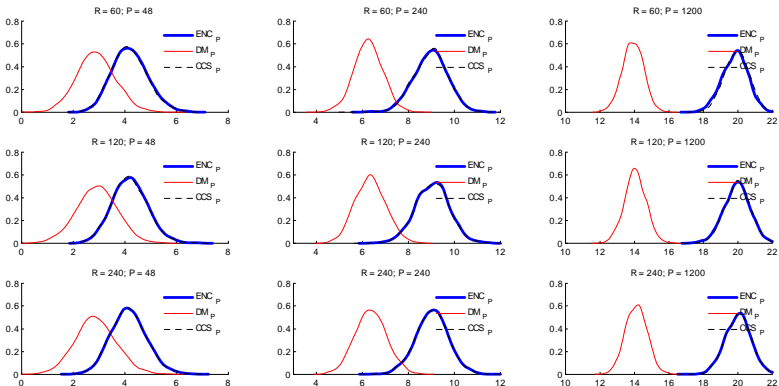 R = 60; P = 48
0.8
0.6
0.4
0.2
0
0 2 4 6 8
ENC P
DM P
CCS P
R = 60; P = 240
0.8
0.6
0.4
0.2
0
4 6 8 10 12
ENC P
DM P
CCS P
R = 60; P = 1200
0.8
0.6
0.4
0.2
0
10 12 14 16 18 20 22
ENC P
DM P
CCS P
R = 120; P = 48
0.8
0.6
0.4
0.2
0
0 2 4 6 8
ENC P
DM P
CCS P
R = 120; P = 240
0.8
0.6
0.4
0.2
0
4 6 8 10 12
ENC P
DM P
CCS P
R = 120; P = 1200
0.8
0.6
0.4
0.2
0
10 12 14 16 18 20 22
ENC P
DM P
CCS P
R = 240; P = 48
0.8
0.6
0.4
0.2
0
0 2 4 6 8
ENC P
DM P
CCS P
R = 240; P = 240
0.8
0.6
0.4
0.2
0
4 6 8 10 12
ENC P
DM P
CCS P
R = 240; P = 1200
0.8
0.6
0.4
0.2
0
10 12 14 16 18 20 22
ENC P
DM P
CCS P